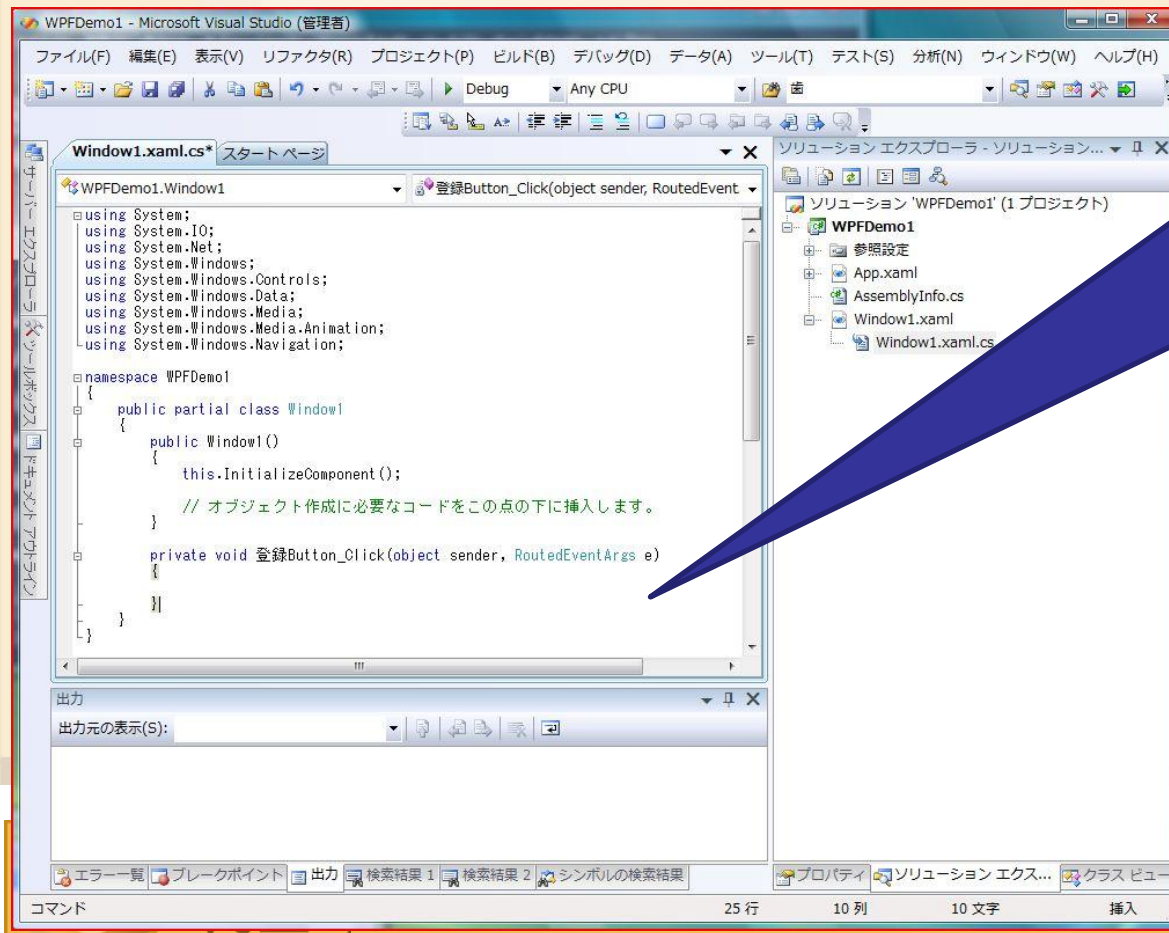 WPFDemo1 - Microsoft Visual Studio (管理者)
ファイル(F) 編集(E) 表示(V) リファクタ(R) プロジェクト(P) ビルド(B) デバッグ(D) データ(A) ツール(T) テスト(S) 分析(N) ウィンドウ(W) ヘルプ(H)
Debug Any CPU 歯
サーバー エクスプローラ
ツールボックス
ドキュメント アウトライン
Window1.xaml.cs* スタート ページ
WPFDemo1.Window1 登録Button_Click(object sender, RoutedEvent
using System;
using System.IO;
using System.Net;
using System.Windows;
using System.Windows.Controls;
using System.Windows.Data;
using System.Windows.Media;
using System.Windows.Media.Animation;
using System.Windows.Navigation;
namespace WPFDemo1
{
public partial class Window1
{
public Window1()
{
this.InitializeComponent();
// オブジェクト作成に必要なコードをこの点の下に挿入します。
}
private void 登録Button_Click(object sender, RoutedEventArgs e)
{
}
}
}
ソリューション エクスプローラ - ソリューション...
ソリューション 'WPFDemo1' (1 プロジェクト)
WPFDemo1
参照設定
App.xaml
AssemblyInfo.cs
Window1.xaml
Window1.xaml.cs
出力
出力元の表示(S):
エラー一覧 ブレークポイント 出力 検索結果 1 検索結果 2 シンボルの検索結果
プロパティ ソリューション エクス... クラス ビュー
コマンド 25 行 10 列 10 文字 挿入